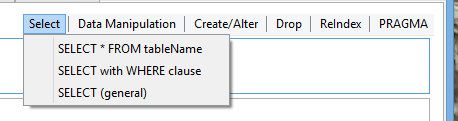 Select Data Manipulation Create/Alter Drop ReIndex PRAGMA
SELECT * FROM tableName
SELECT with WHERE clause
SELECT (general)